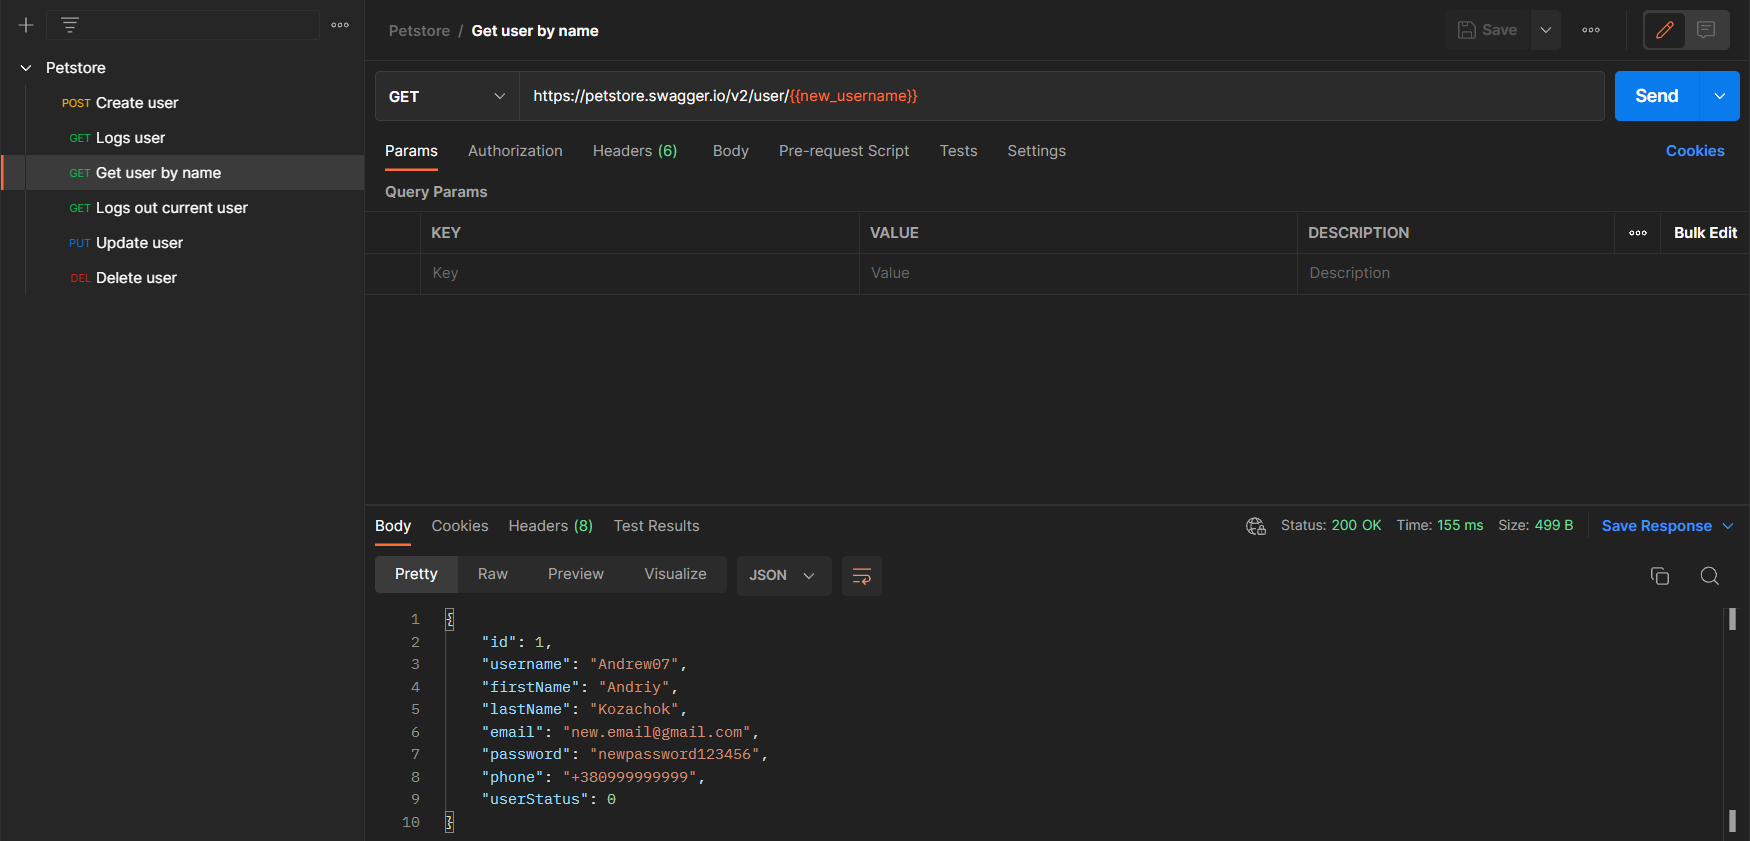 Petstore
POST Create user
GET Logs user
GET Get user by name
GET Logs out current user
PUT Update user
DEL Delete user
Petstore / Get user by name
Save
GET
https://petstore.swagger.io/v2/user/{{new_username}}
Send
Params Authorization Headers (6) Body Pre-request Script Tests Settings
Cookies
Query Params
KEY VALUE DESCRIPTION Bulk Edit
Key Value Description
Body Cookies Headers (8) Test Results
Status: 200 OK Time: 155 ms Size: 499 B Save Response
Pretty Raw Preview Visualize JSON
1 {
2 "id": 1,
3 "username": "Andrew07",
4 "firstName": "Andriy",
5 "lastName": "Kozachok",
6 "email": "new.email@gmail.com",
7 "password": "newpassword123456",
8 "phone": "+380999999999",
9 "userStatus": 0
10 }